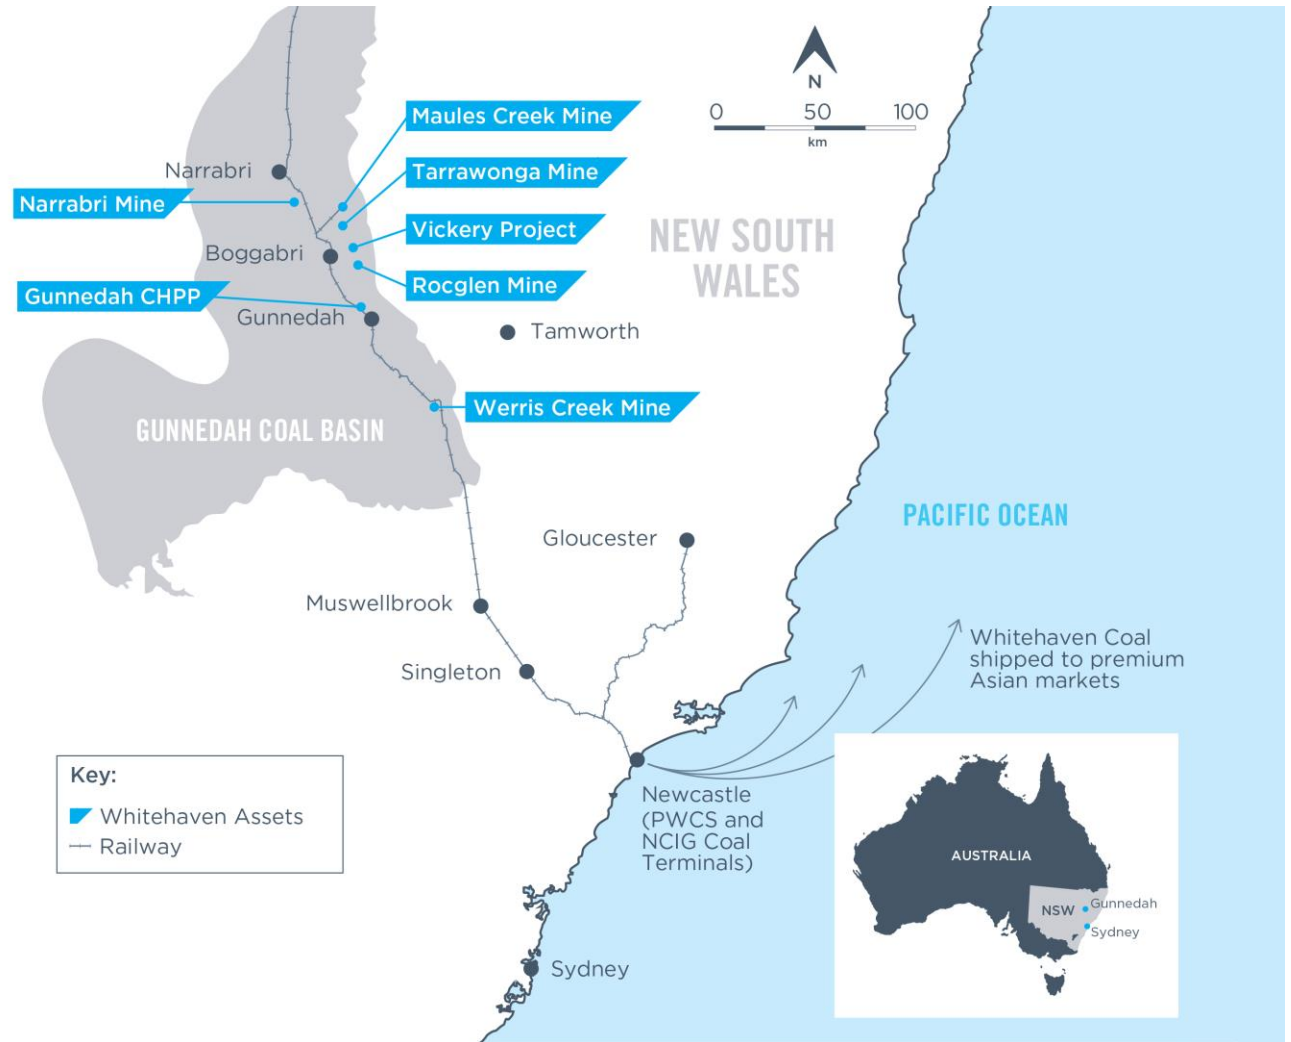 N
0 50 100
km
Maules Creek Mine
Narrabri
Tarrawonga Mine
Narrabri Mine
Vickery Project
NEW SOUTH
WALES
Boggabri
Rocglen Mine
Gunnedah CHPP
Gunnedah
Tamworth
Werris Creek Mine
GUNNEDAH COAL BASIN
PACIFIC OCEAN
Gloucester
Muswellbrook
Singleton
Whitehaven Coal
shipped to premium
Asian markets
Key:
Whitehaven Assets
Railway
Newcastle
(PWCS and
NCIG Coal
Terminals)
Sydney
AUSTRALIA
NSW
Gunnedah
Sydney